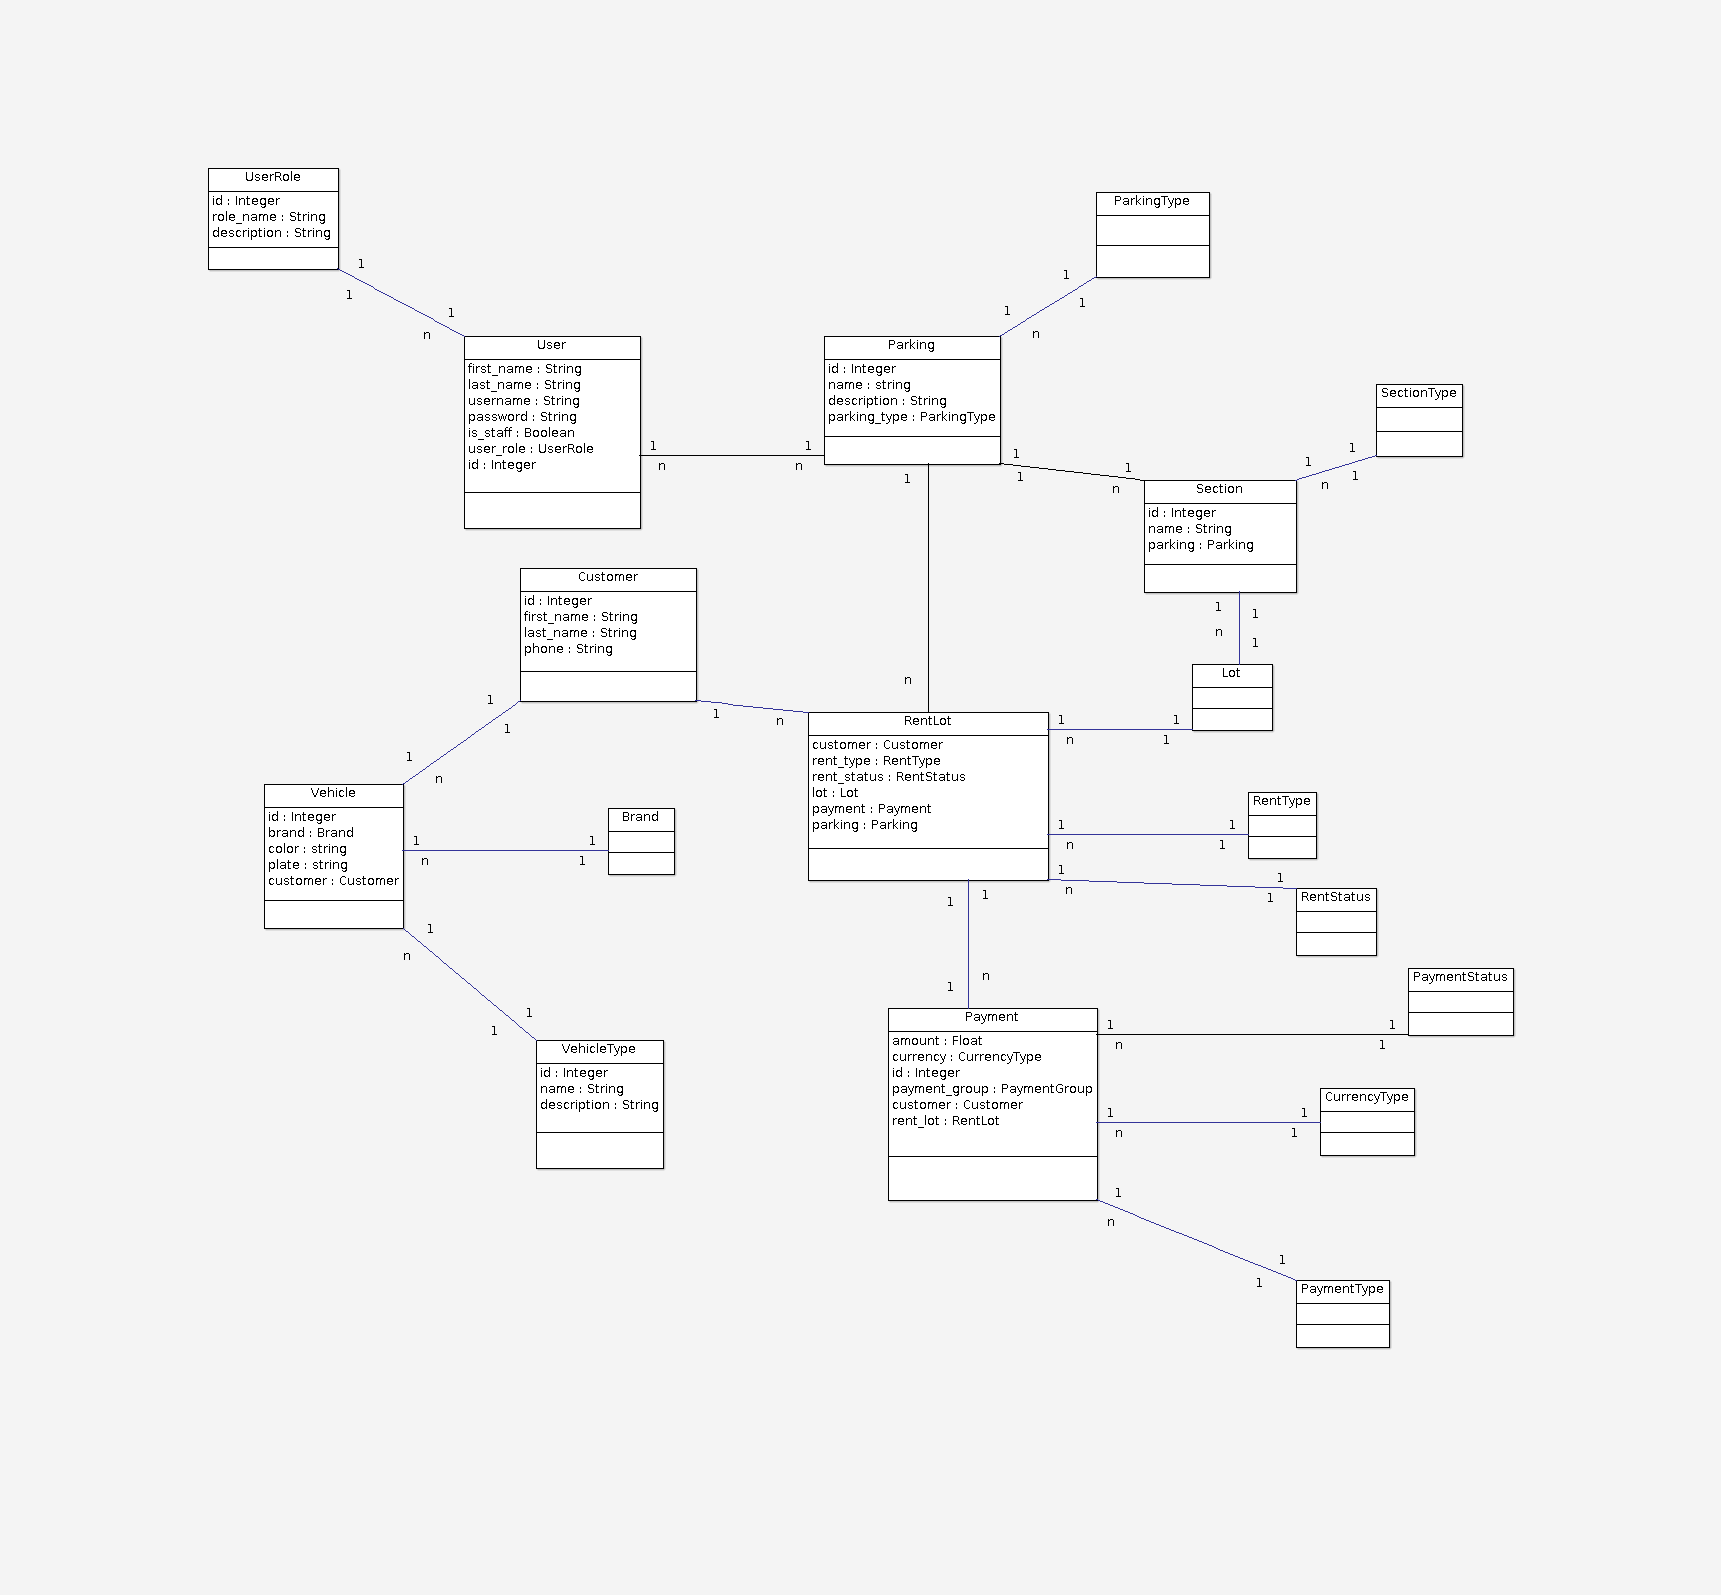 UserRole
id : Integer
role_name : String
description : String
1
1
1
n
ParkingType
1
1
1
n
User
first_name : String
last_name : String
username : String
password : String
is_staff : Boolean
user_role : UserRole
id : Integer
1
n
1
n
Parking
id : Integer
name : string
description : String
parking_type : ParkingType
1
n
1
1
1
n
SectionType
1
1
1
n
Section
id : Integer
name : String
parking : Parking
1
1
n
1
Lot
Customer
id : Integer
first_name : String
last_name : String
phone : String
1
1
1
n
1
n
RentLot
customer : Customer
rent_type : RentType
rent_status : RentStatus
lot : Lot
payment : Payment
parking : Parking
1
n
1
1
Vehicle
id : Integer
brand : Brand
color : string
plate : string
customer : Customer
1
n
1
1
Brand
1
n
1
1
RentType
1
n
1
1
RentStatus
1
n
1
1
VehicleType
id : Integer
name : String
description : String
1
1
n
1
Payment
amount : Float
currency : CurrencyType
id : Integer
payment_group : PaymentGroup
customer : Customer
rent_lot : RentLot
1
n
1
1
PaymentStatus
1
n
1
1
CurrencyType
1
n
1
1
PaymentType